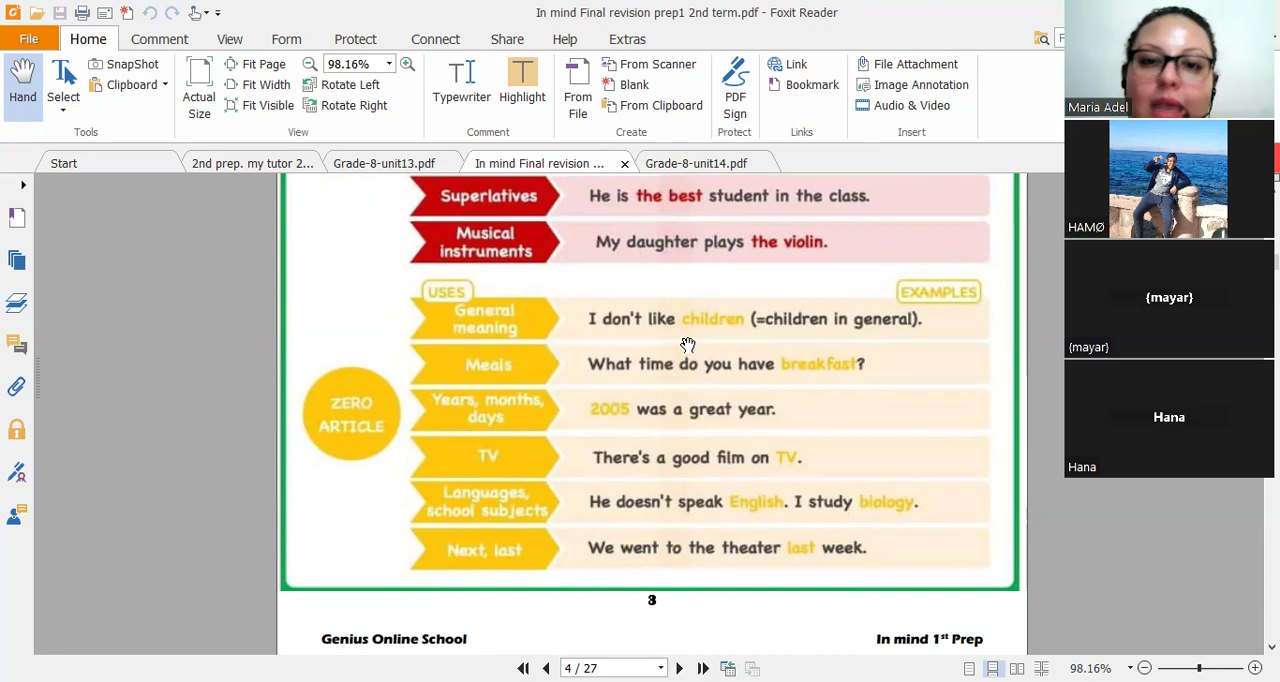 In mind Final revision prep1 2nd term.pdf - Foxit Reader
File Home Comment View Form Protect Connect Share Help Extras
Hand
Select
SnapShot
Clipboard
Actual Size
Fit Page
Fit Width
Fit Visible
98.16%
Rotate Left
Rotate Right
Typewriter
Highlight
From File
From Scanner
Blank
From Clipboard
PDF Sign
Link
Bookmark
File Attachment
Image Annotation
Audio & Video
Tools View Comment Create Protect Links Insert
Start
2nd prep. my tutor 2...
Grade-8-unit13.pdf
In mind Final revision ...
Grade-8-unit14.pdf
Superlatives
He is the best student in the class.
Musical instruments
My daughter plays the violin.
USES
EXAMPLES
ZERO ARTICLE
General meaning
I don't like children (=children in general).
Meals
What time do you have breakfast?
Years, months, days
2005 was a great year.
TV
There's a good film on TV.
Languages, school subjects
He doesn't speak English. I study biology.
Next, last
We went to the theater last week.
3
Genius Online School
In mind 1st Prep
4 / 27
98.16%
Maria Adel
HAMØ
{mayar}
{mayar}
Hana
Hana